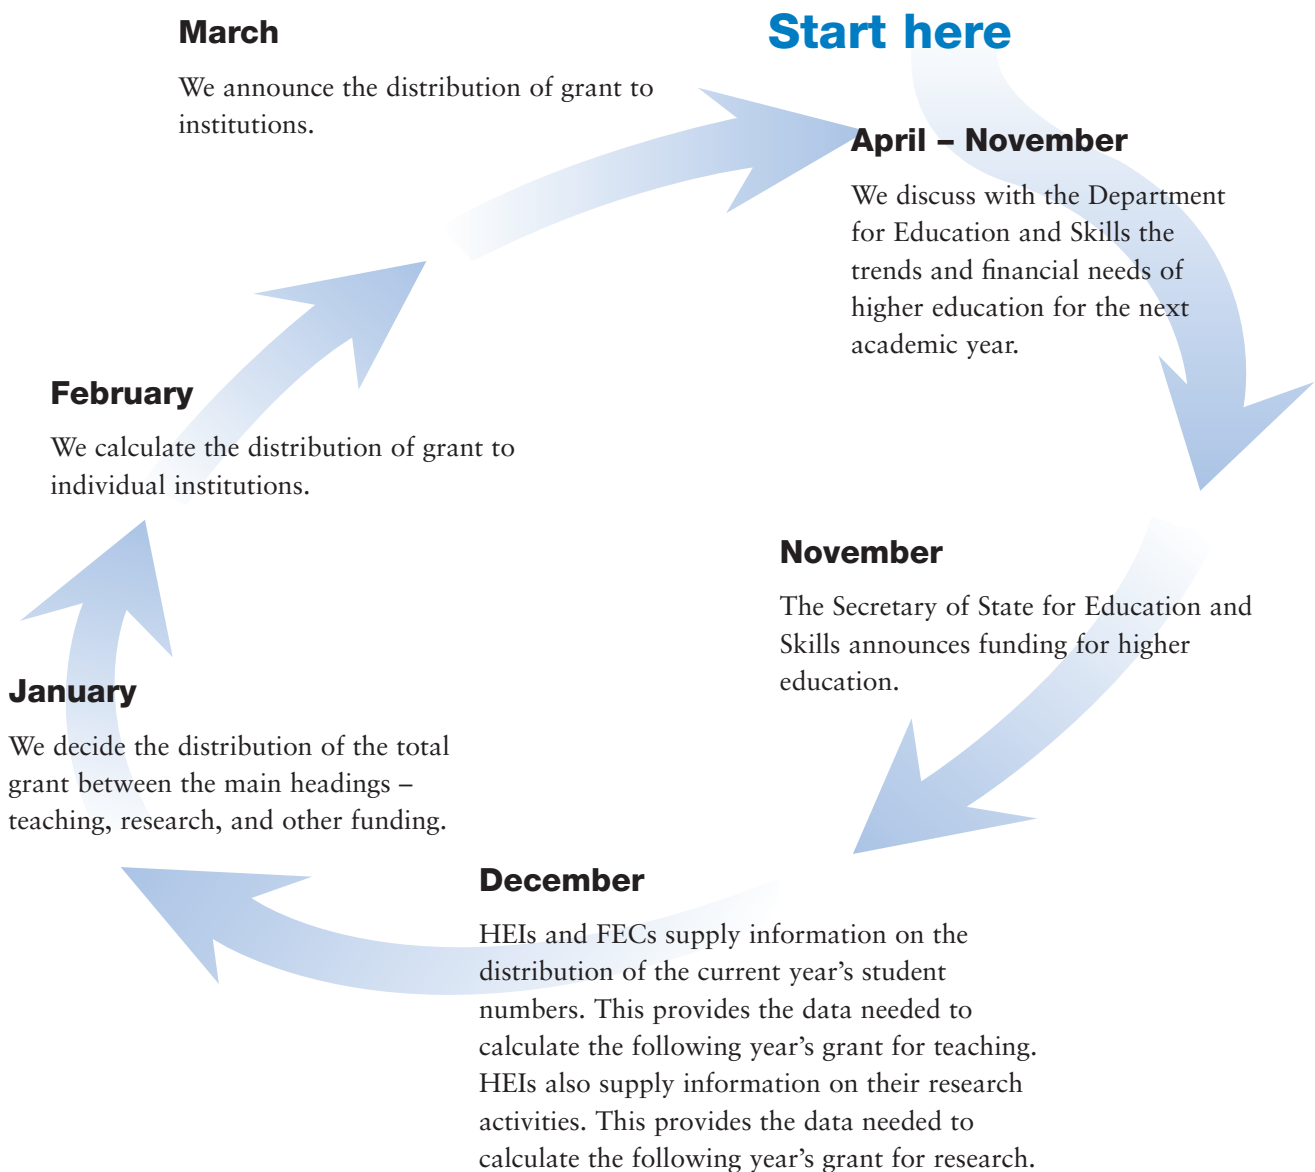 Start here
April – November
We discuss with the Department
for Education and Skills the
trends and financial needs of
higher education for the next
academic year.
November
The Secretary of State for Education and
Skills announces funding for higher
education.
December
HEIs and FECs supply information on the
distribution of the current year’s student
numbers. This provides the data needed to
calculate the following year’s grant for teaching.
HEIs also supply information on their research
activities. This provides the data needed to
calculate the following year’s grant for research.
January
We decide the distribution of the total
grant between the main headings –
teaching, research, and other funding.
February
We calculate the distribution of grant to
individual institutions.
March
We announce the distribution of grant to
institutions.